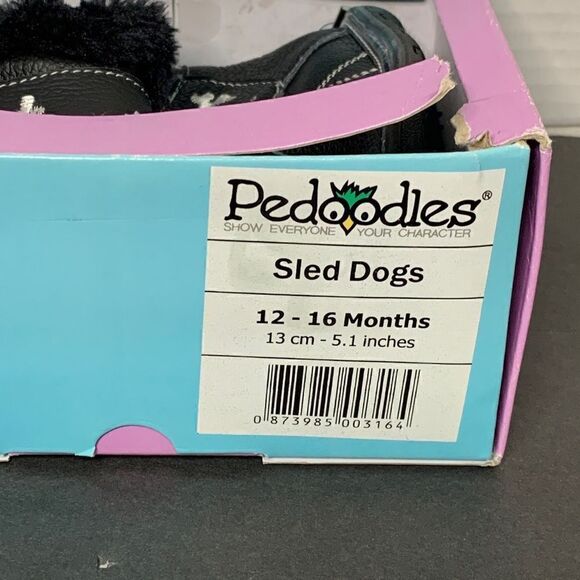 Pedoodles®
SHOW EVERYONE YOUR CHARACTER
Sled Dogs
12 - 16 Months
13 cm - 5.1 inches
0 873985 003164